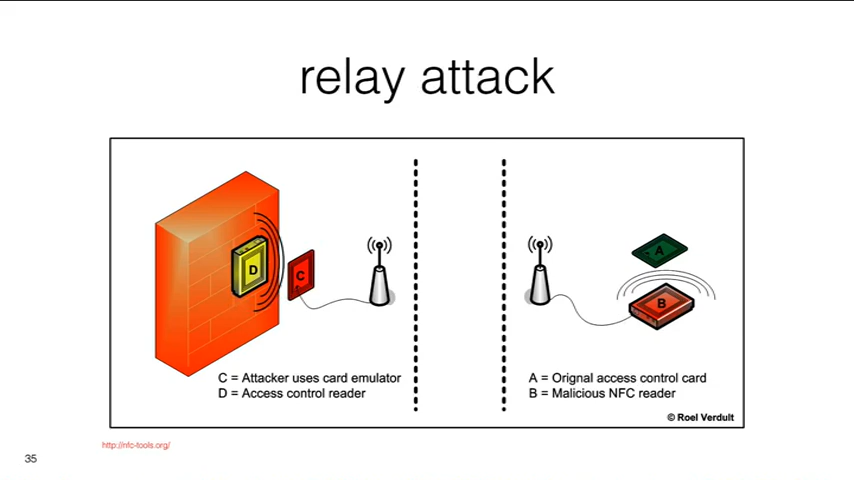 relay attack
D
C
A
B
C = Attacker uses card emulator
D = Access control reader
A = Orignal access control card
B = Malicious NFC reader
© Roel Verdult
http://nfc-tools.org/
35